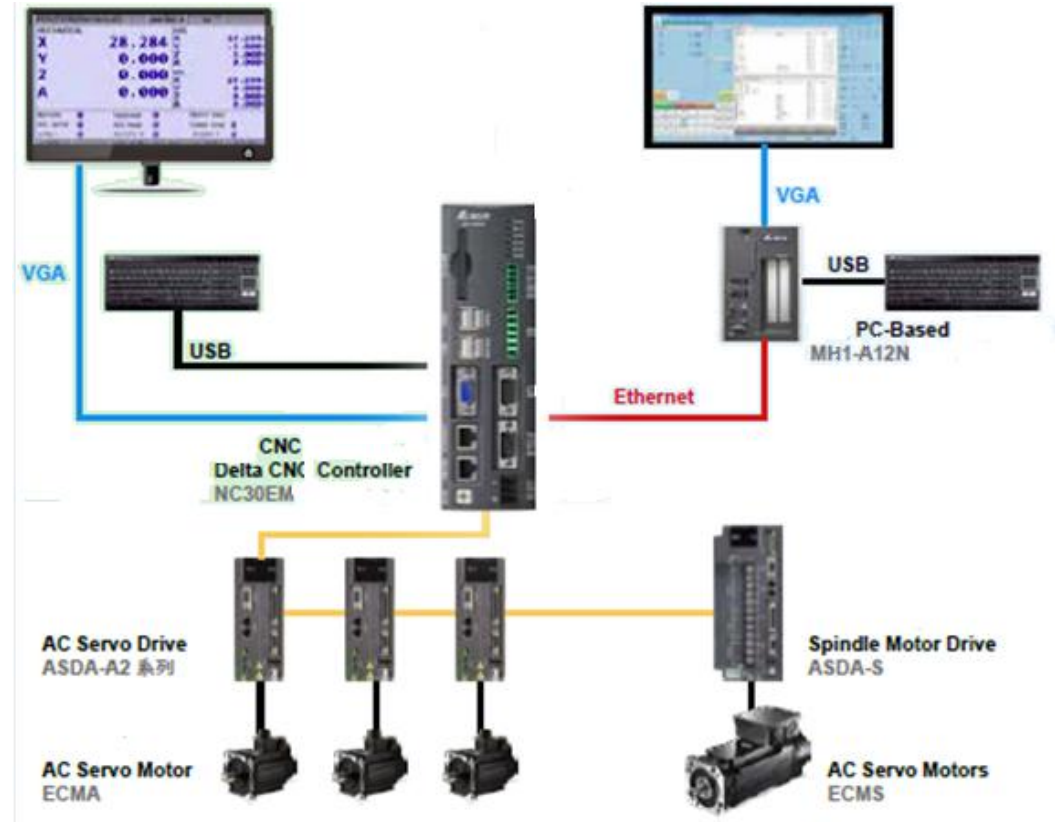 MECHANICAL
X 28.284
Y 0.000
Z 0.000
A 0.000
VGA
USB
CNC
Delta CNC Controller
NC30EM
VGA
USB
PC-Based
MH1-A12N
Ethernet
AC Servo Drive
ASDA-A2 系列
Spindle Motor Drive
ASDA-S
AC Servo Motor
ECMA
AC Servo Motors
ECMS